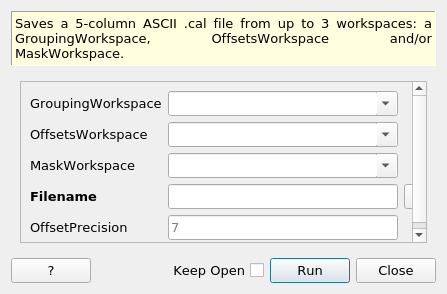 Saves a 5-column ASCII .cal file from up to 3 workspaces: a
GroupingWorkspace, OffsetsWorkspace and/or
MaskWorkspace.
GroupingWorkspace
OffsetsWorkspace
MaskWorkspace
Filename
OffsetPrecision 7
? Keep Open Run Close